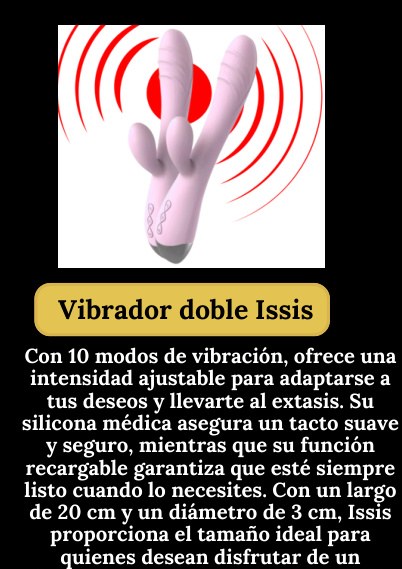 Vibrador doble Issis
Con 10 modos de vibración, ofrece una
intensidad ajustable para adaptarse a
tus deseos y llevarte al extasis. Su
silicona médica asegura un tacto suave
y seguro, mientras que su función
recargable garantiza que esté siempre
listo cuando lo necesites. Con un largo
de 20 cm y un diámetro de 3 cm, Issis
proporciona el tamaño ideal para
quienes desean disfrutar de un